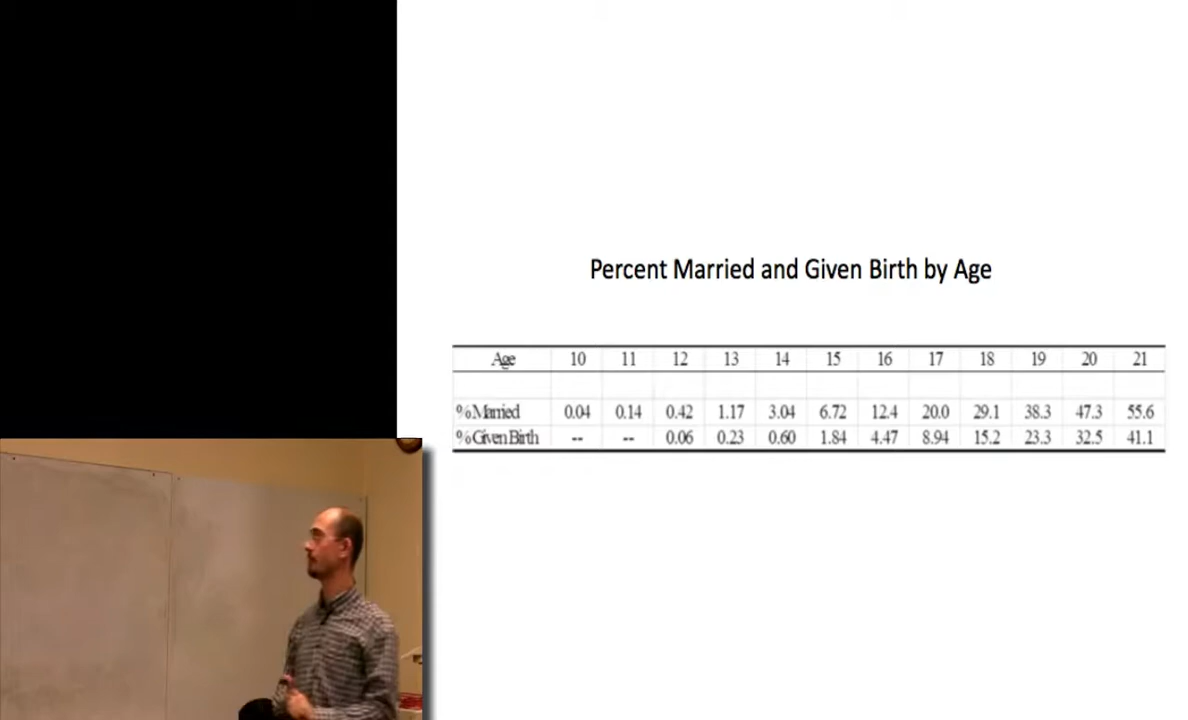 Percent Married and Given Birth by Age
Age 10 11 12 13 14 15 16 17 18 19 20 21
%Married 0.04 0.14 0.42 1.17 3.04 6.72 12.4 20.0 29.1 38.3 47.3 55.6
%Given Birth -- -- 0.06 0.23 0.60 1.84 4.47 8.94 15.2 23.3 32.5 41.1